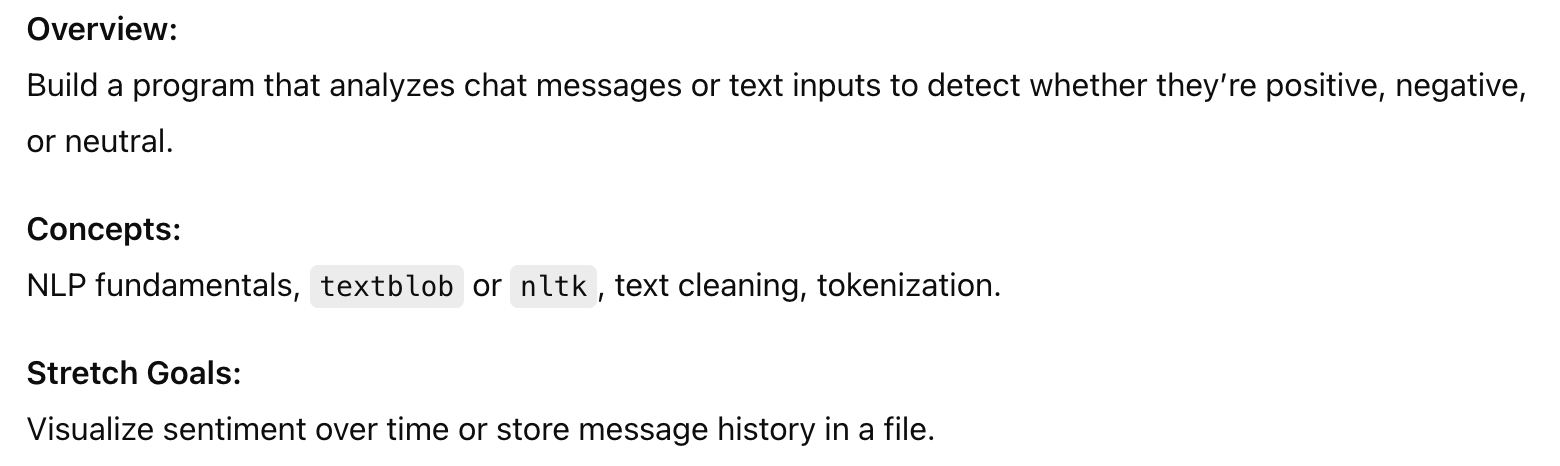 Overview:
Build a program that analyzes chat messages or text inputs to detect whether they’re positive, negative,
or neutral.
Concepts:
NLP fundamentals, textblob or nltk, text cleaning, tokenization.
Stretch Goals:
Visualize sentiment over time or store message history in a file.